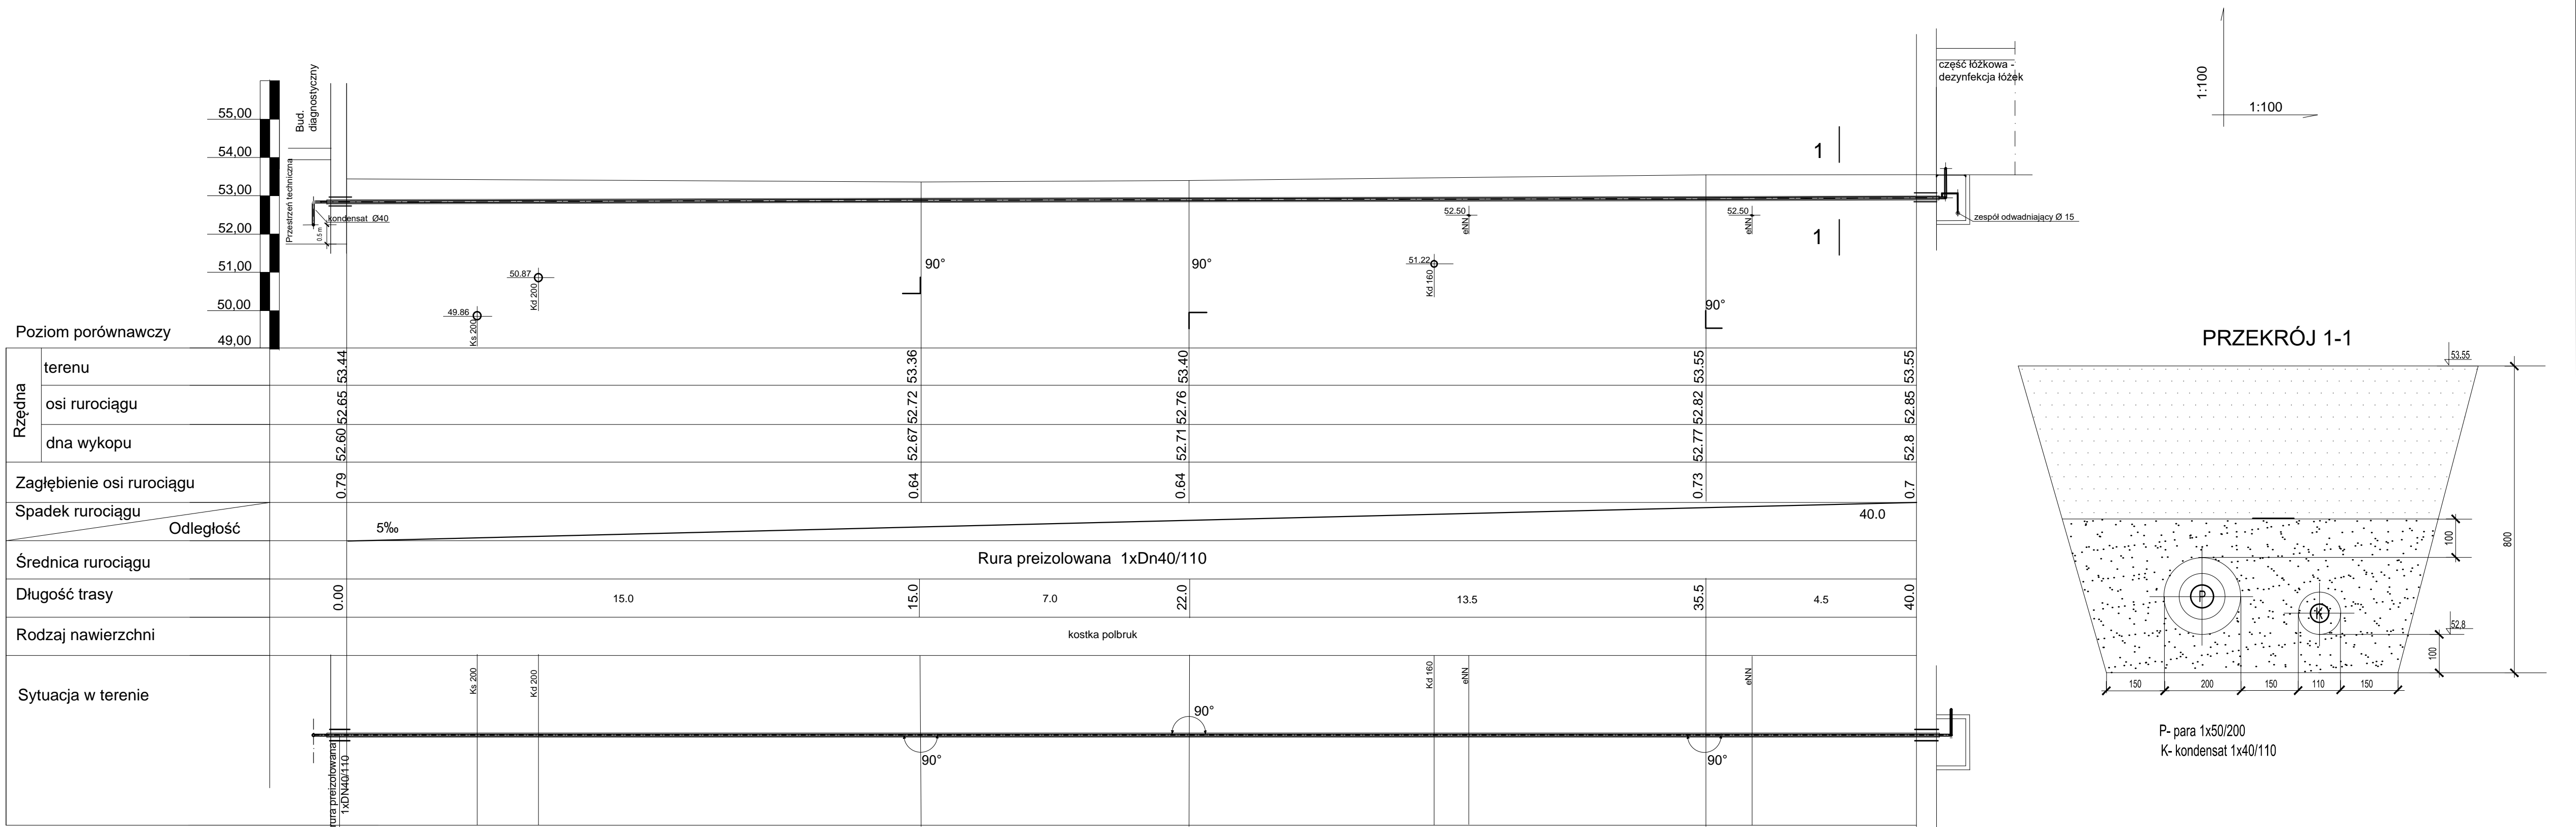 Bud.
diagnostyczny
Przestrzeń techniczna
kondensat Ø40
0.5 m
55,00
54,00
53,00
52,00
51,00
50,00
49,00
Poziom porównawczy
49.86
Ks 200
50.87
Kd 200
90°
90°
51.22
Kd 160
52.50
eNN
90°
52.50
eNN
1
1
część łóżkowa -
dezynfekcja łóżek
zespół odwadniający Ø 15
1:100
1:100
Rzędna
terenu
53.44
53.36
53.40
53.55
53.55
osi rurociągu
52.65
52.72
52.76
52.82
52.85
dna wykopu
52.60
52.67
52.71
52.77
52.8
Zagłębienie osi rurociągu
0.79
0.64
0.64
0.73
0.7
Spadek rurociągu
Odległość
5‰
40.0
Średnica rurociągu
Rura preizolowana 1xDn40/110
Długość trasy
0.00
15.0
15.0
7.0
22.0
13.5
35.5
4.5
40.0
Rodzaj nawierzchni
kostka polbruk
Sytuacja w terenie
Ks 200
Kd 200
Kd 160
eNN
eNN
90°
90°
90°
rura preizolowana
1xDN40/110
PRZEKRÓJ 1-1
53,55
100
800
P
K
52,8
100
150
200
150
110
150
P- para 1x50/200
K- kondensat 1x40/110